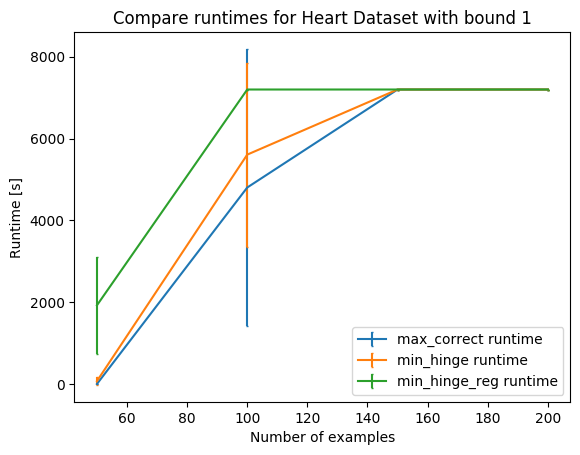 Compare runtimes for Heart Dataset with bound 1
Runtime [s]
8000
6000
4000
2000
0
60 80 100 120 140 160 180 200
Number of examples
max_correct runtime
min_hinge runtime
min_hinge_reg runtime